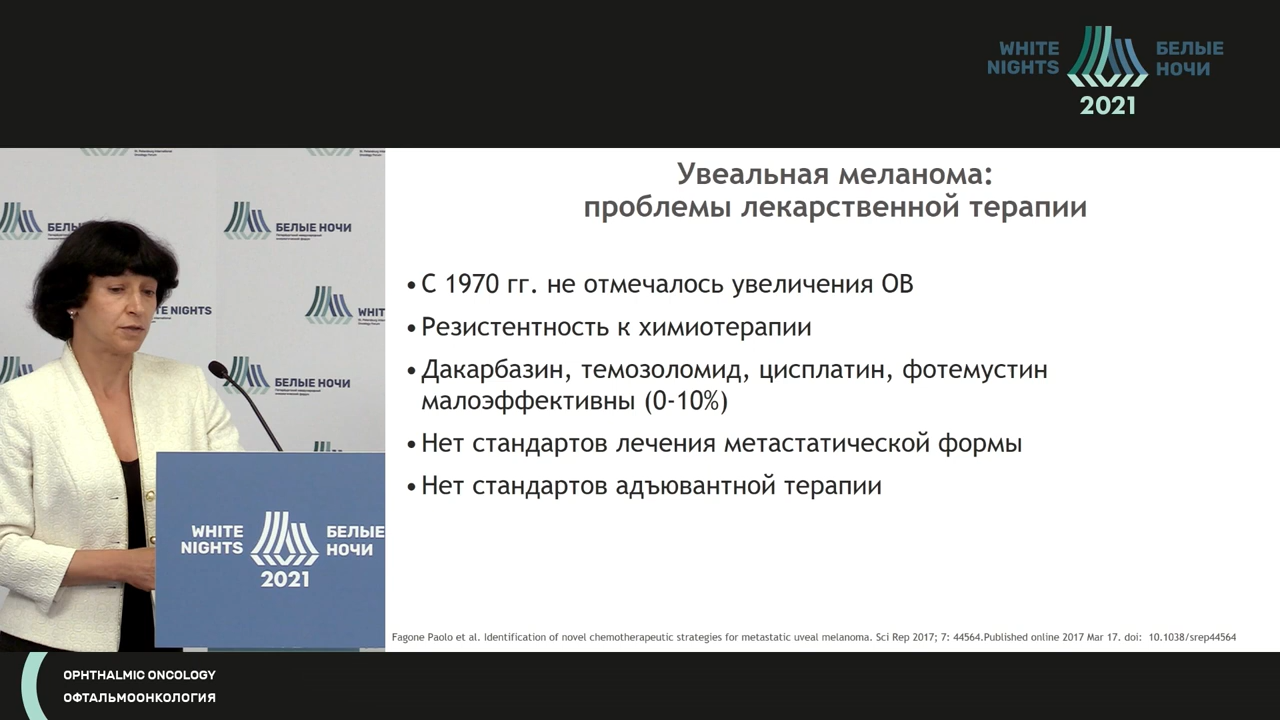 WHITE
NIGHTS
БЕЛЫЕ
НОЧИ
2021
Увеальная меланома:
проблемы лекарственной терапии
•С 1970 гг. не отмечалось увеличения ОВ
•Резистентность к химиотерапии
•Дакарбазин, темозоломид, цисплатин, фотемустин
малоэффективны (0-10%)
•Нет стандартов лечения метастатической формы
•Нет стандартов адъювантной терапии
Fagone Paolo et al. Identification of novel chemotherapeutic strategies for metastatic uveal melanoma. Sci Rep 2017; 7: 44564.Published online 2017 Mar 17. doi: 10.1038/srep44564
БЕЛЫЕ НОЧИ
БЕЛЫЕ НОЧИ
WHITE
NIGHTS
БЕЛЫЕ
НОЧИ
2021
OPHTHALMIC ONCOLOGY
ОФТАЛЬМООНКОЛОГИЯ